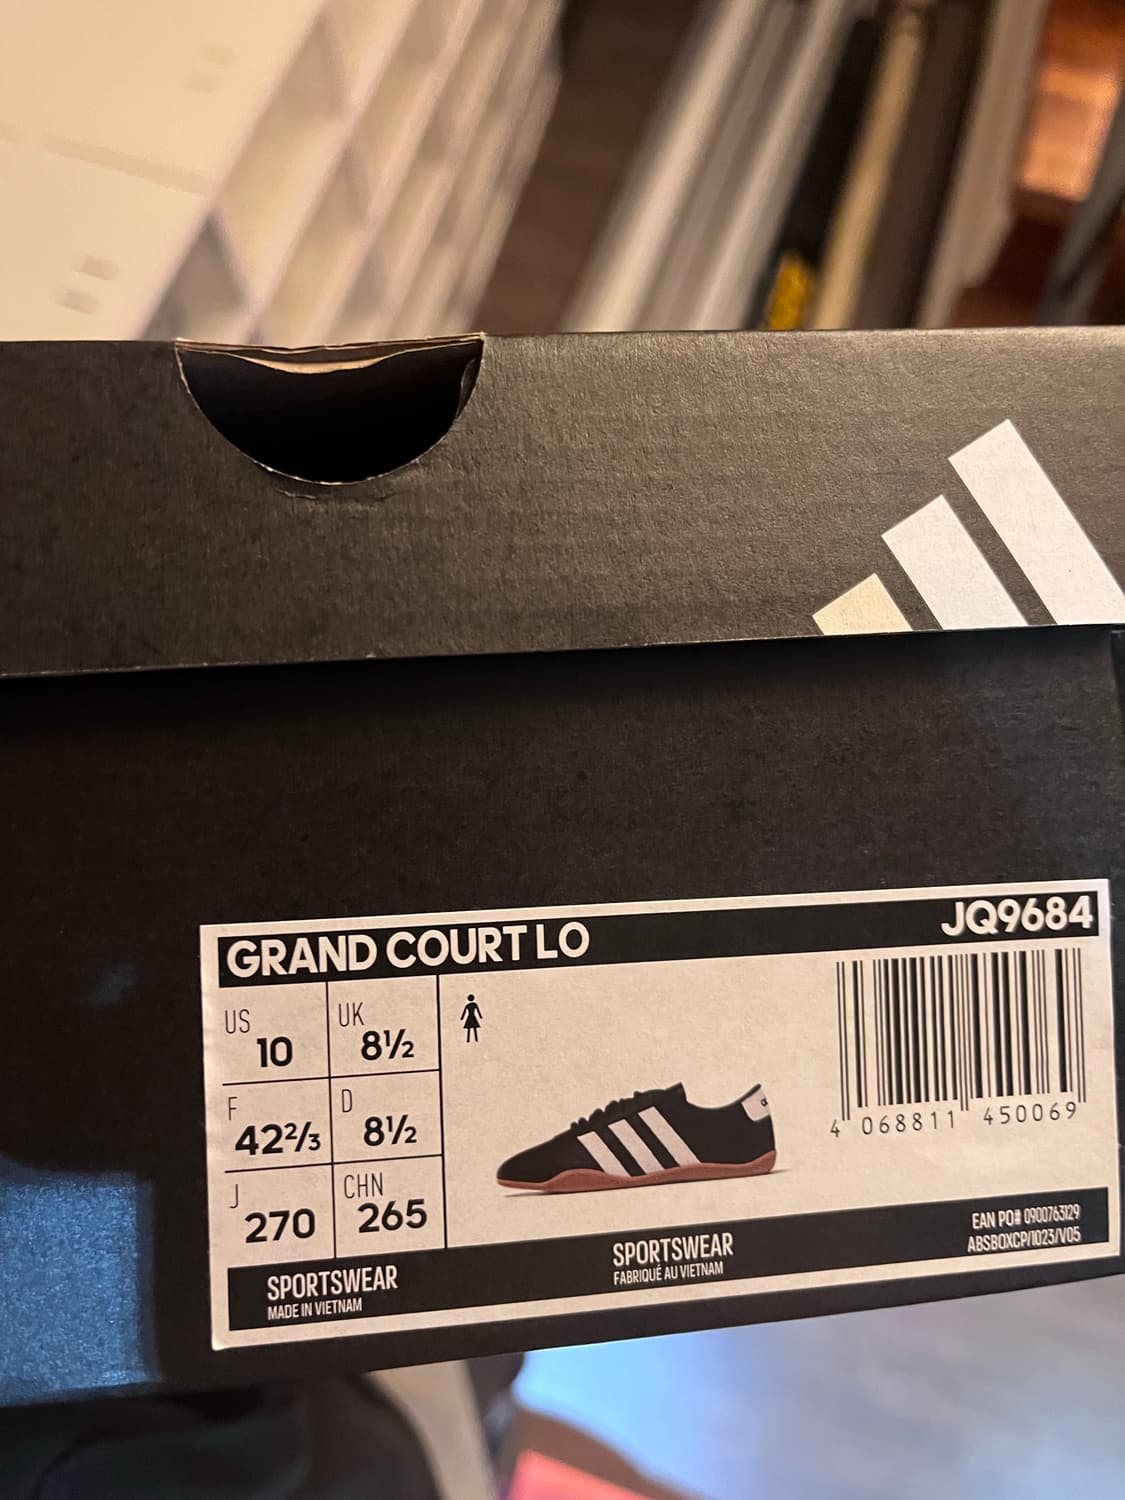 GRAND COURT LO
JQ9684
US
10
UK
8½
F
42⅔
D
8½
J
270
CHN
265
4 068811 450069
SPORTSWEAR
MADE IN VIETNAM
SPORTSWEAR
FABRIQUÉ AU VIETNAM
EAN PO# 0900763129
ABSBOXCP/1023/V05